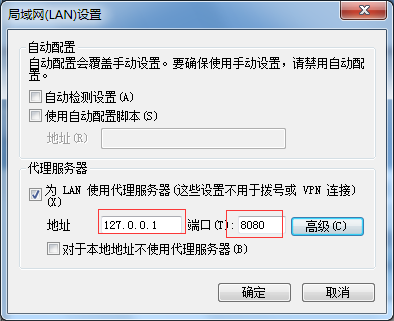 局域网(LAN)设置
自动配置
自动配置会覆盖手动设置。要确保使用手动设置，请禁用自动配
置。
自动检测设置(A)
使用自动配置脚本(S)
地址(R)
代理服务器
为 LAN 使用代理服务器(这些设置不用于拨号或 VPN 连接)
(X)
地址 127.0.0.1 端口(T): 8080 高级(C)
对于本地地址不使用代理服务器(B)
确定 取消